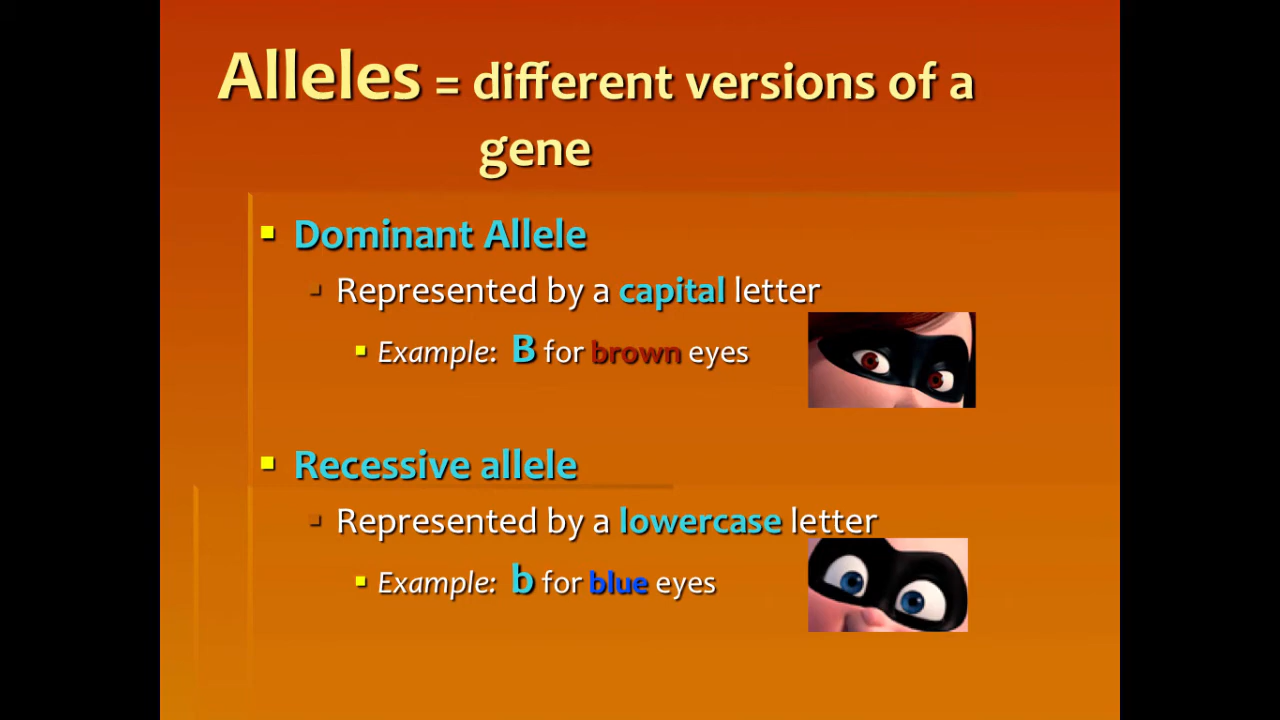 Alleles = different versions of a
gene
Dominant Allele
Represented by a capital letter
Example: B for brown eyes
Recessive allele
Represented by a lowercase letter
Example: b for blue eyes